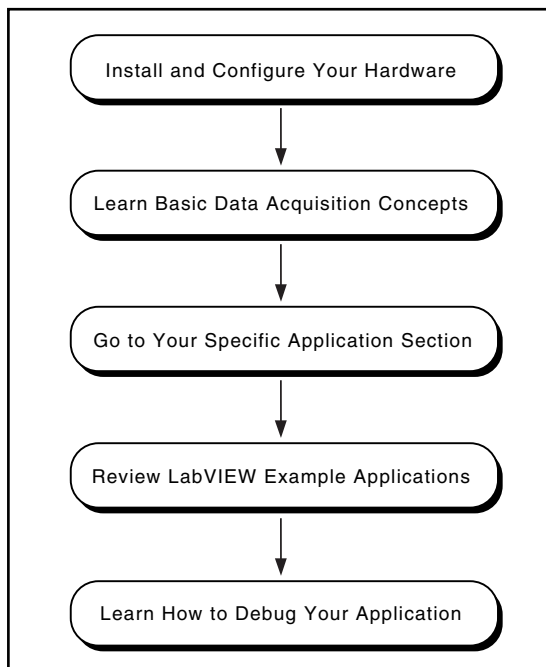 Install and Configure Your Hardware
Learn Basic Data Acquisition Concepts
Go to Your Specific Application Section
Review LabVIEW Example Applications
Learn How to Debug Your Application